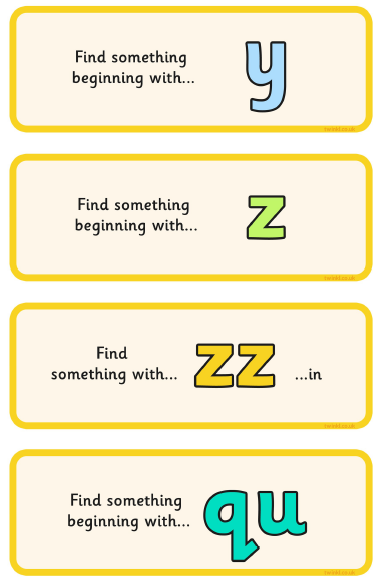 Find something
beginning with...
y
Find something
beginning with...
z
Find
something with...
zz
...in
Find something
beginning with...
qu